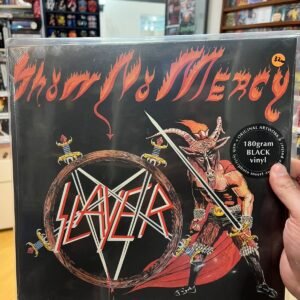 Show No Mercy
SLAYER
180gram
BLACK
vinyl